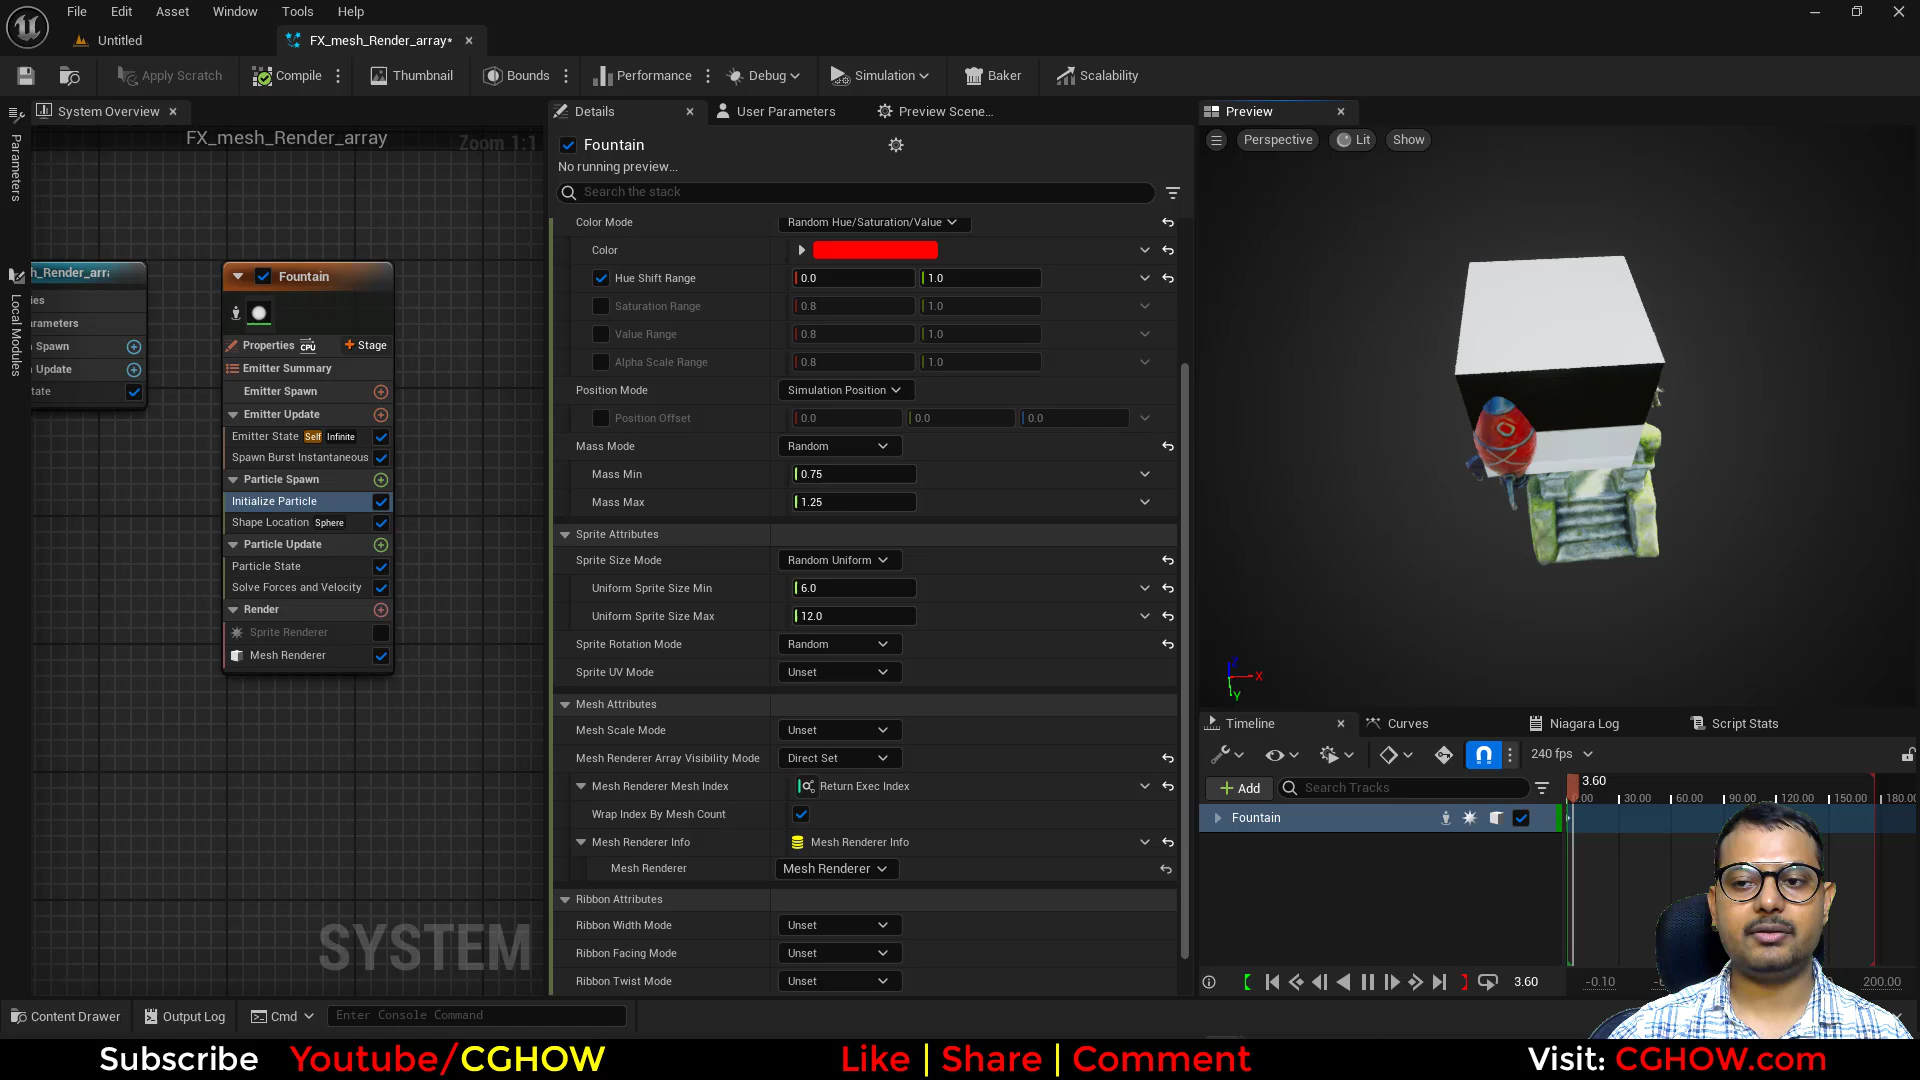 File Edit Asset Window Tools Help
Untitled
FX_mesh_Render_array*
Apply Scratch
Compile
Thumbnail
Bounds
Performance
Debug
Simulation
Baker
Scalability
Parameters
Local Modules
System Overview
FX_mesh_Render_array
Zoom 1:1
Fountain
Properties CPU Stage
Emitter Summary
Emitter Spawn
Emitter Update
Emitter State Self Infinite
Spawn Burst Instantaneous
Particle Spawn
Initialize Particle
Shape Location Sphere
Particle Update
Particle State
Solve Forces and Velocity
Render
Sprite Renderer
Mesh Renderer
SYSTEM
Details
User Parameters
Preview Scene...
Fountain
No running preview...
Search the stack
Color Mode Random Hue/Saturation/Value
Color
Hue Shift Range 0.0 1.0
Saturation Range 0.8 1.0
Value Range 0.8 1.0
Alpha Scale Range 0.8 1.0
Position Mode Simulation Position
Position Offset 0.0 0.0 0.0
Mass Mode Random
Mass Min 0.75
Mass Max 1.25
Sprite Attributes
Sprite Size Mode Random Uniform
Uniform Sprite Size Min 6.0
Uniform Sprite Size Max 12.0
Sprite Rotation Mode Random
Sprite UV Mode Unset
Mesh Attributes
Mesh Scale Mode Unset
Mesh Renderer Array Visibility Mode Direct Set
Mesh Renderer Mesh Index Return Exec Index
Wrap Index By Mesh Count
Mesh Renderer Info Mesh Renderer Info
Mesh Renderer Mesh Renderer
Ribbon Attributes
Ribbon Width Mode Unset
Ribbon Facing Mode Unset
Ribbon Twist Mode Unset
Preview
Perspective Lit Show
Z
X
Y
Timeline
Curves
Niagara Log
Script Stats
240 fps
Add
Search Tracks
3.60
30.00 60.00 90.00 120.00 150.00 180.00
Fountain
3.60
-0.10
200.00
Content Drawer
Output Log
Cmd
Enter Console Command
Subscribe Youtube/CGHOW
Like | Share | Comment
Visit: CGHOW.com